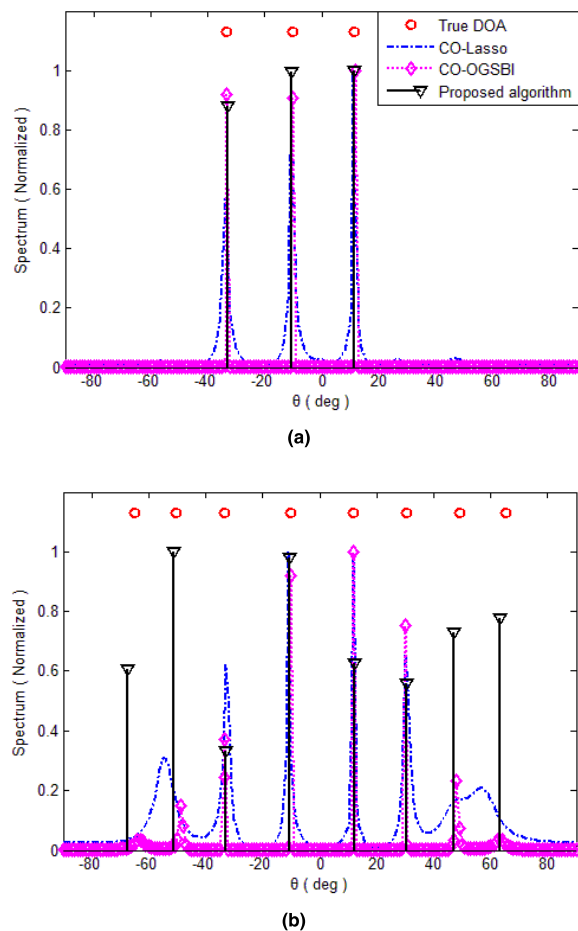 True DOA
CO-Lasso
CO-OGSBI
Proposed algorithm
1
0.8
0.6
0.4
0.2
0
Spectrum ( Normalized )
-80 -60 -40 -20 0 20 40 60 80
θ ( deg )
(a)
1
0.8
0.6
0.4
0.2
0
Spectrum ( Normalized )
-80 -60 -40 -20 0 20 40 60 80
θ ( deg )
(b)